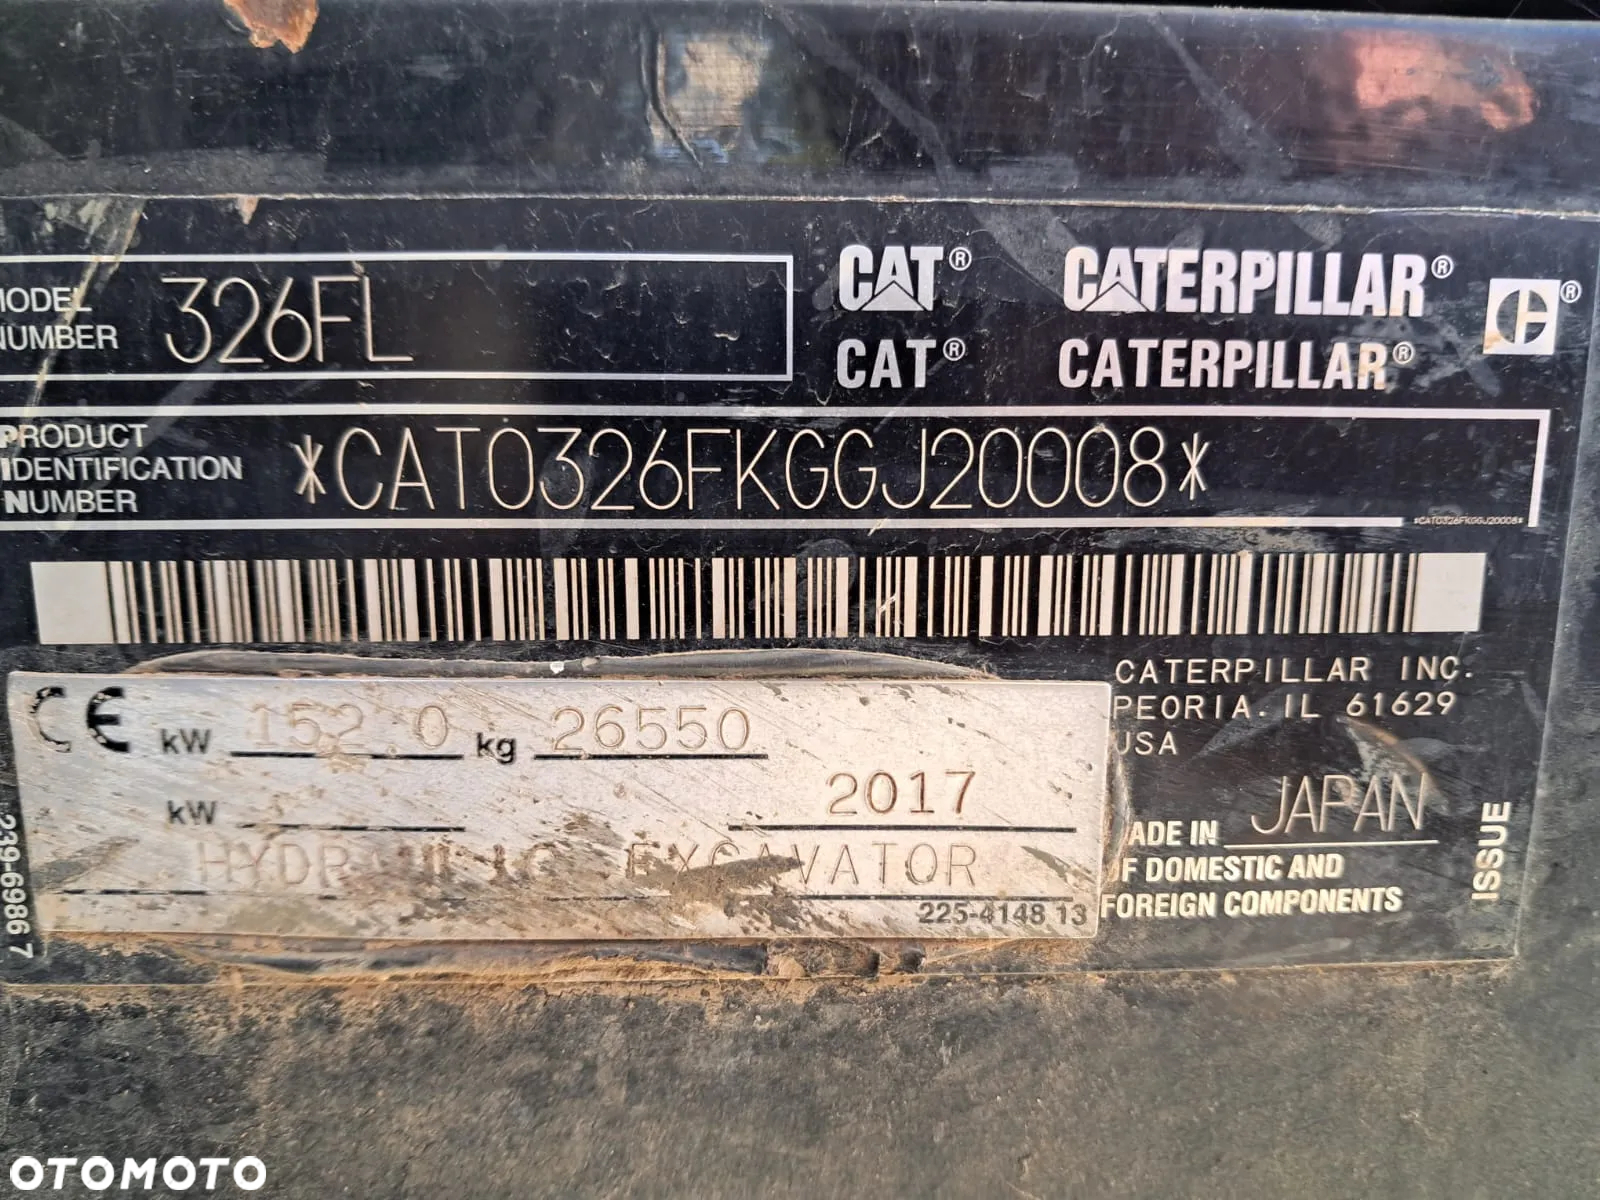 MODEL NUMBER 326FL
CAT® CATERPILLAR®
CAT® CATERPILLAR®
PRODUCT IDENTIFICATION NUMBER *CAT0326FKGGJ20008*
*CAT0326FKGGJ20008*
CATERPILLAR INC.
PEORIA. IL 61629
USA
CE kW 152.0 kg 26550
2017
kW
HYDRAULIC EXCAVATOR
225-4148 13
239-6986 7
MADE IN JAPAN
OF DOMESTIC AND
FOREIGN COMPONENTS
ISSUE
OTOMOTO